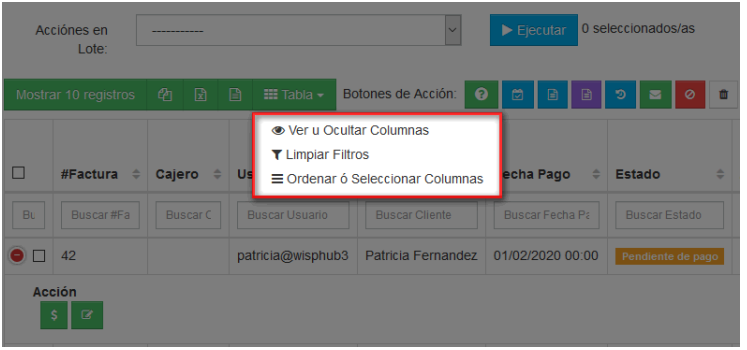 Acciónes en
Lote:
-----------
Ejecutar
0 seleccionados/as
Mostrar 10 registros
Tabla
Botones de Acción:
Ver u Ocultar Columnas
Limpiar Filtros
Ordenar ó Seleccionar Columnas
#Factura
Cajero
Us
echa Pago
Estado
Bu
Buscar #Fa
Buscar C
Buscar Usuario
Buscar Cliente
Buscar Fecha Pa
Buscar Estado
42
patricia@wisphub3
Patricia Fernandez
01/02/2020 00:00
Pendiente de pago
Acción
$